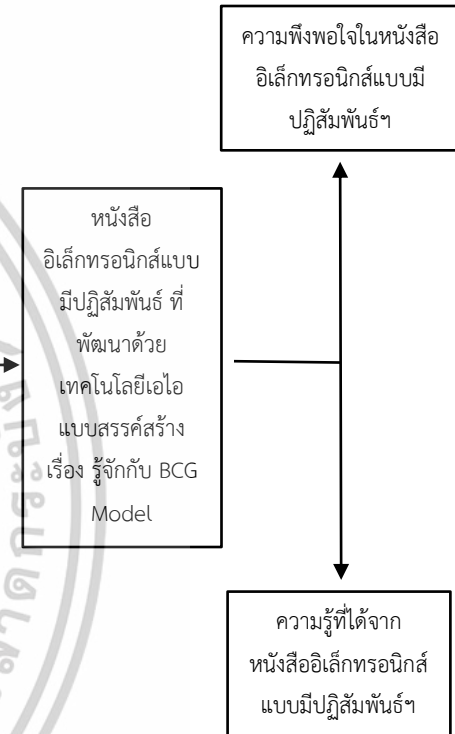 ความพึงพอใจในหนังสือ
อิเล็กทรอนิกส์แบบมี
ปฏิสัมพันธ์ฯ
หนังสือ
อิเล็กทรอนิกส์แบบ
มีปฏิสัมพันธ์ ที่
พัฒนาด้วย
เทคโนโลยีเอไอ
แบบสรรค์สร้าง
เรื่อง รู้จักกับ BCG
Model
ความรู้ที่ได้จาก
หนังสืออิเล็กทรอนิกส์
แบบมีปฏิสัมพันธ์ฯ